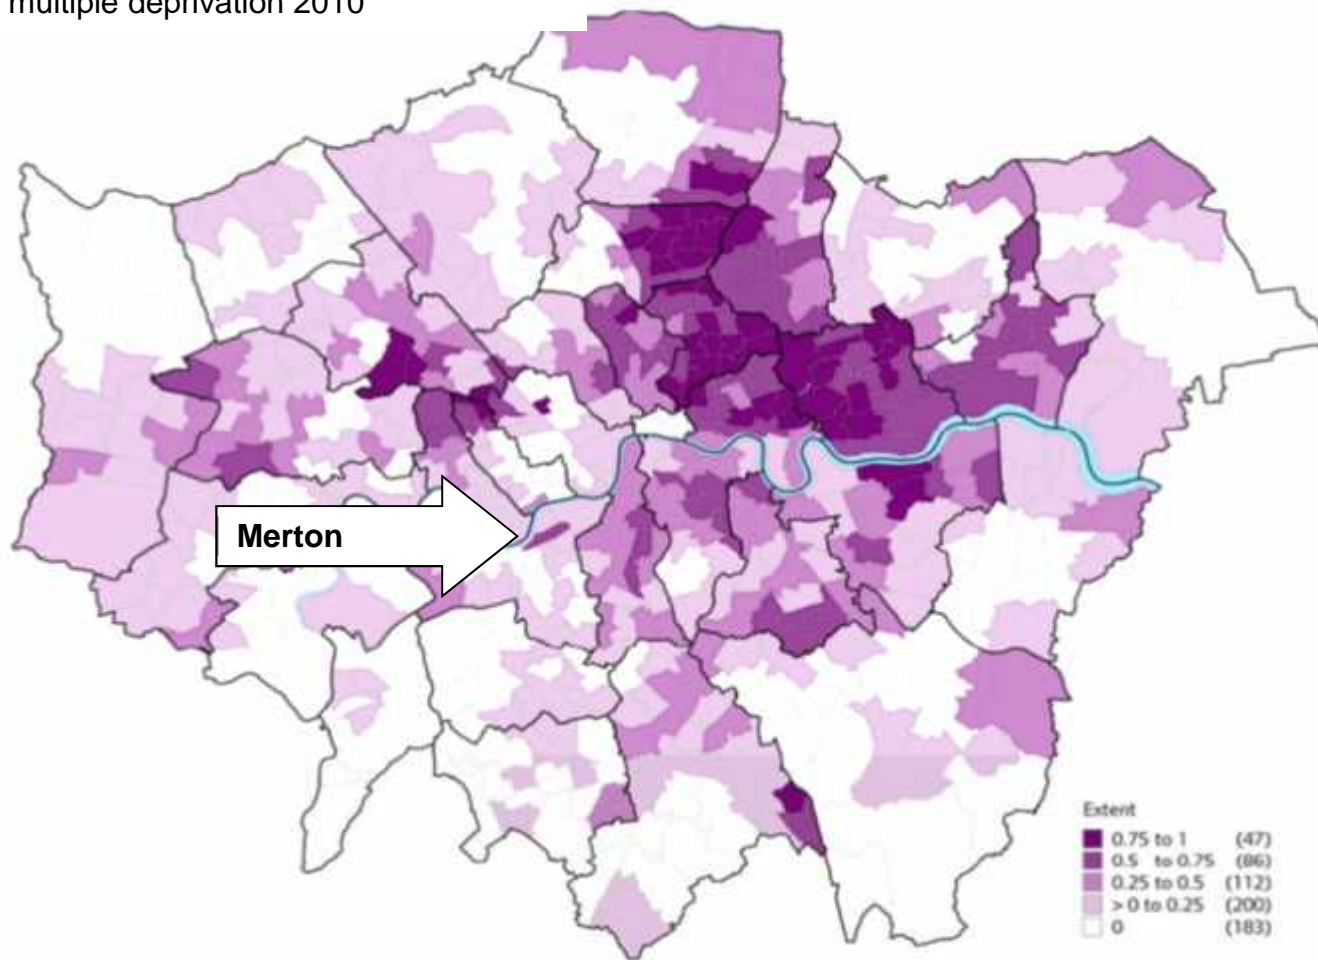 multiple deprivation 2010
Merton
Extent
0.75 to 1 (47)
0.5 to 0.75 (86)
0.25 to 0.5 (112)
> 0 to 0.25 (200)
0 (183)